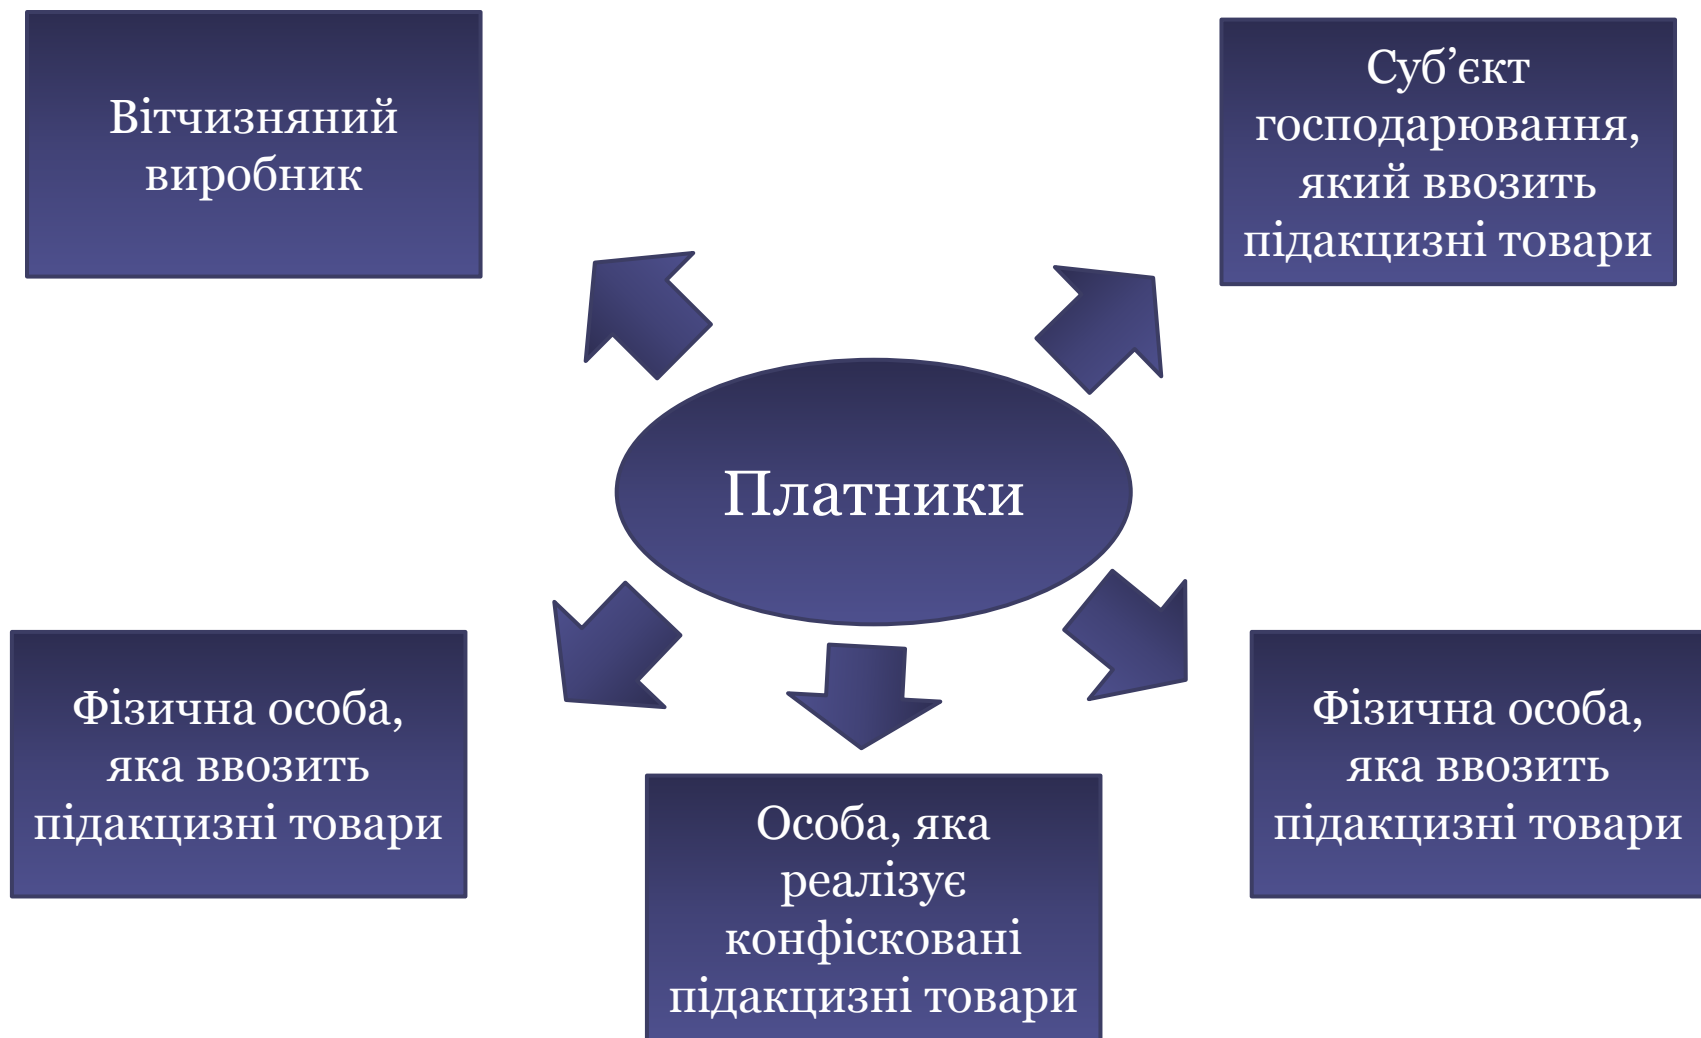 Вітчизняний
виробник
Суб’єкт
господарювання,
який ввозить
підакцизні товари
Платники
Фізична особа,
яка ввозить
підакцизні товари
Особа, яка
реалізує
конфісковані
підакцизні товари
Фізична особа,
яка ввозить
підакцизні товари